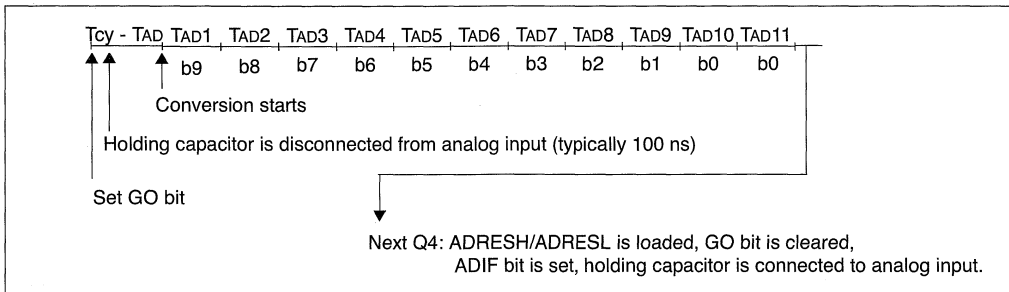 Tcy - TAD TAD1 TAD2 TAD3 TAD4 TAD5 TAD6 TAD7 TAD8 TAD9 TAD10 TAD11
b9 b8 b7 b6 b5 b4 b3 b2 b1 b0 b0
Conversion starts
Holding capacitor is disconnected from analog input (typically 100 ns)
Set GO bit
Next Q4: ADRESH/ADRESL is loaded, GO bit is cleared,
ADIF bit is set, holding capacitor is connected to analog input.